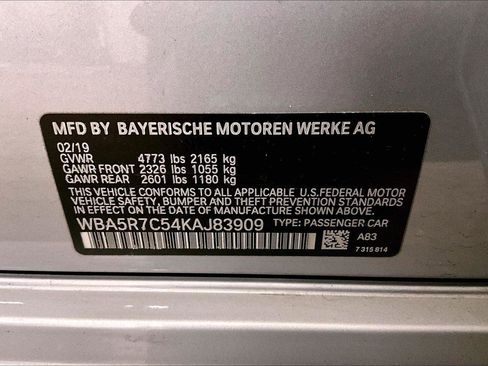 MFD BY BAYERISCHE MOTOREN WERKE AG
02/19
GVWR 4773 lbs 2165 kg
GAWR FRONT 2326 lbs 1055 kg
GAWR REAR 2601 lbs 1180 kg
THIS VEHICLE CONFORMS TO ALL APPLICABLE U.S.FEDERAL MOTOR
VEHICLE SAFETY, BUMPER AND THEFT PREVENTION STANDARDS
IN EFFECT ON THE DATE OF MANUFACTURE SHOWN ABOVE.
WBA5R7C54KAJ83909 TYPE: PASSENGER CAR
A83
7 315 814